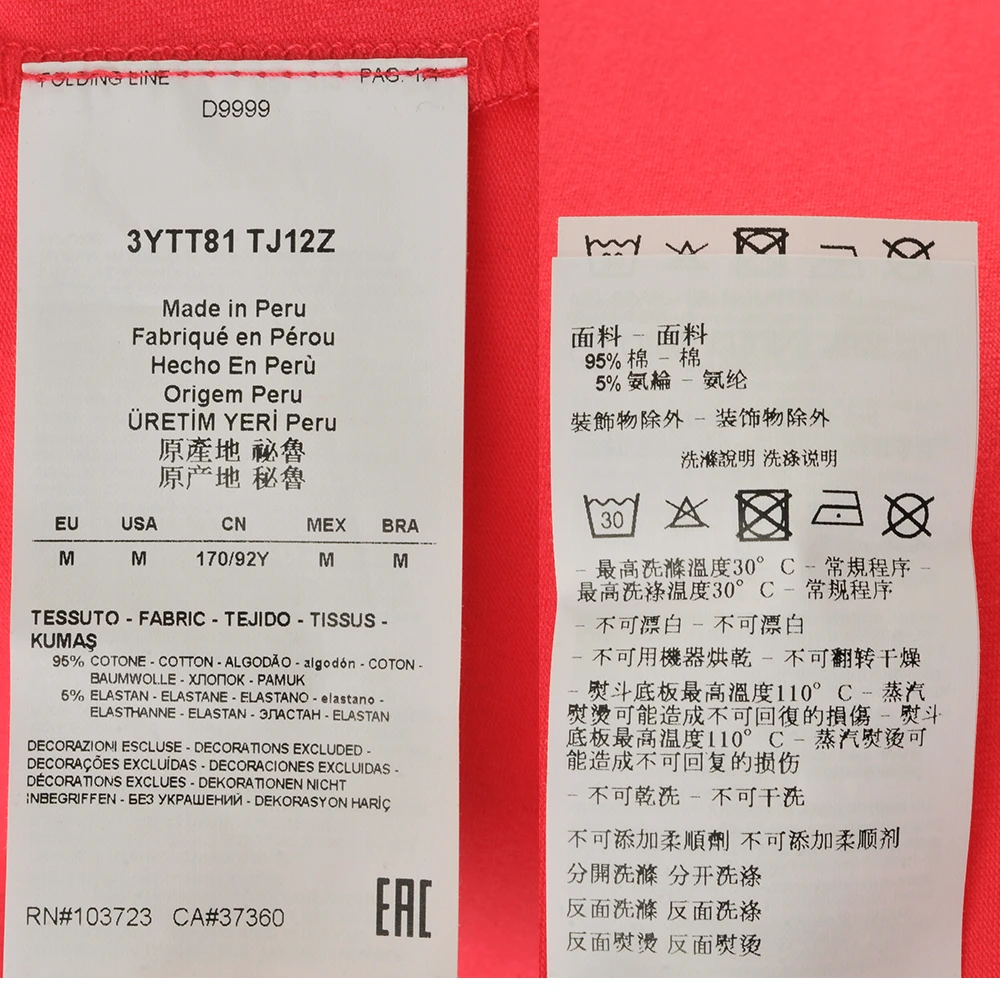 FOLDING LINE PAG. 1/4
D9999
3YTT81 TJ12Z
Made in Peru
Fabriqué en Pérou
Hecho En Perù
Origem Peru
ÜRETİM YERİ Peru
原產地 祕魯
原产地 秘魯
EU USA CN MEX BRA
M M 170/92Y M M
TESSUTO - FABRIC - TEJIDO - TISSUS -
KUMAŞ
95% COTONE - COTTON - ALGODÃO - algodón - COTON -
BAUMWOLLE - ХЛОПОК - PAMUK
5% ELASTAN - ELASTANE - ELASTANO - elastano -
ELASTHANNE - ELASTAN - ЭЛАСТАН - ELASTAN
DECORAZIONI ESCLUSE - DECORATIONS EXCLUDED -
DECORAÇÕES EXCLUÍDAS - DECORACIONES EXCLUIDAS -
DÉCORATIONS EXCLUES - DEKORATIONEN NICHT
INBEGRIFFEN - БЕЗ УКРАШЕНИЙ - DEKORASYON HARİÇ
RN#103723 CA#37360
EAC
面料 - 面料
95% 棉 - 棉
5% 氨綸 - 氨纶
裝飾物除外 - 装饰物除外
洗滌說明 洗涤说明
30
- 最高洗滌溫度30° C - 常規程序 -
最高洗涤温度30° C - 常规程序
- 不可漂白 - 不可漂白
- 不可用機器烘乾 - 不可翻转干燥
- 熨斗底板最高溫度110° C - 蒸汽
熨燙可能造成不可回復的損傷 - 熨斗
底板最高温度110° C - 蒸汽熨烫可
能造成不可回复的损伤
- 不可乾洗 - 不可干洗
不可添加柔順劑 不可添加柔顺剂
分開洗滌 分开洗涤
反面洗滌 反面洗涤
反面熨燙 反面熨烫